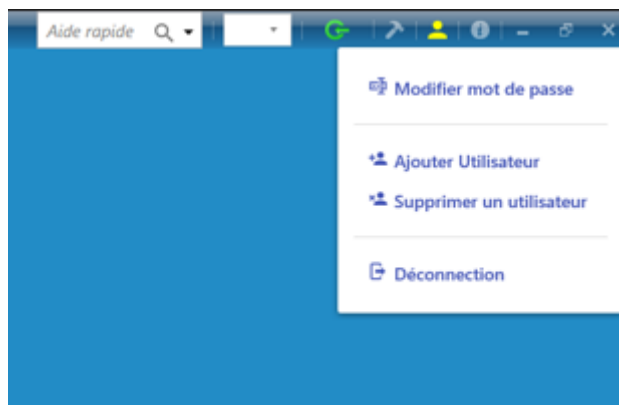 Aide rapide
Modifier mot de passe
Ajouter Utilisateur
Supprimer un utilisateur
Déconnection